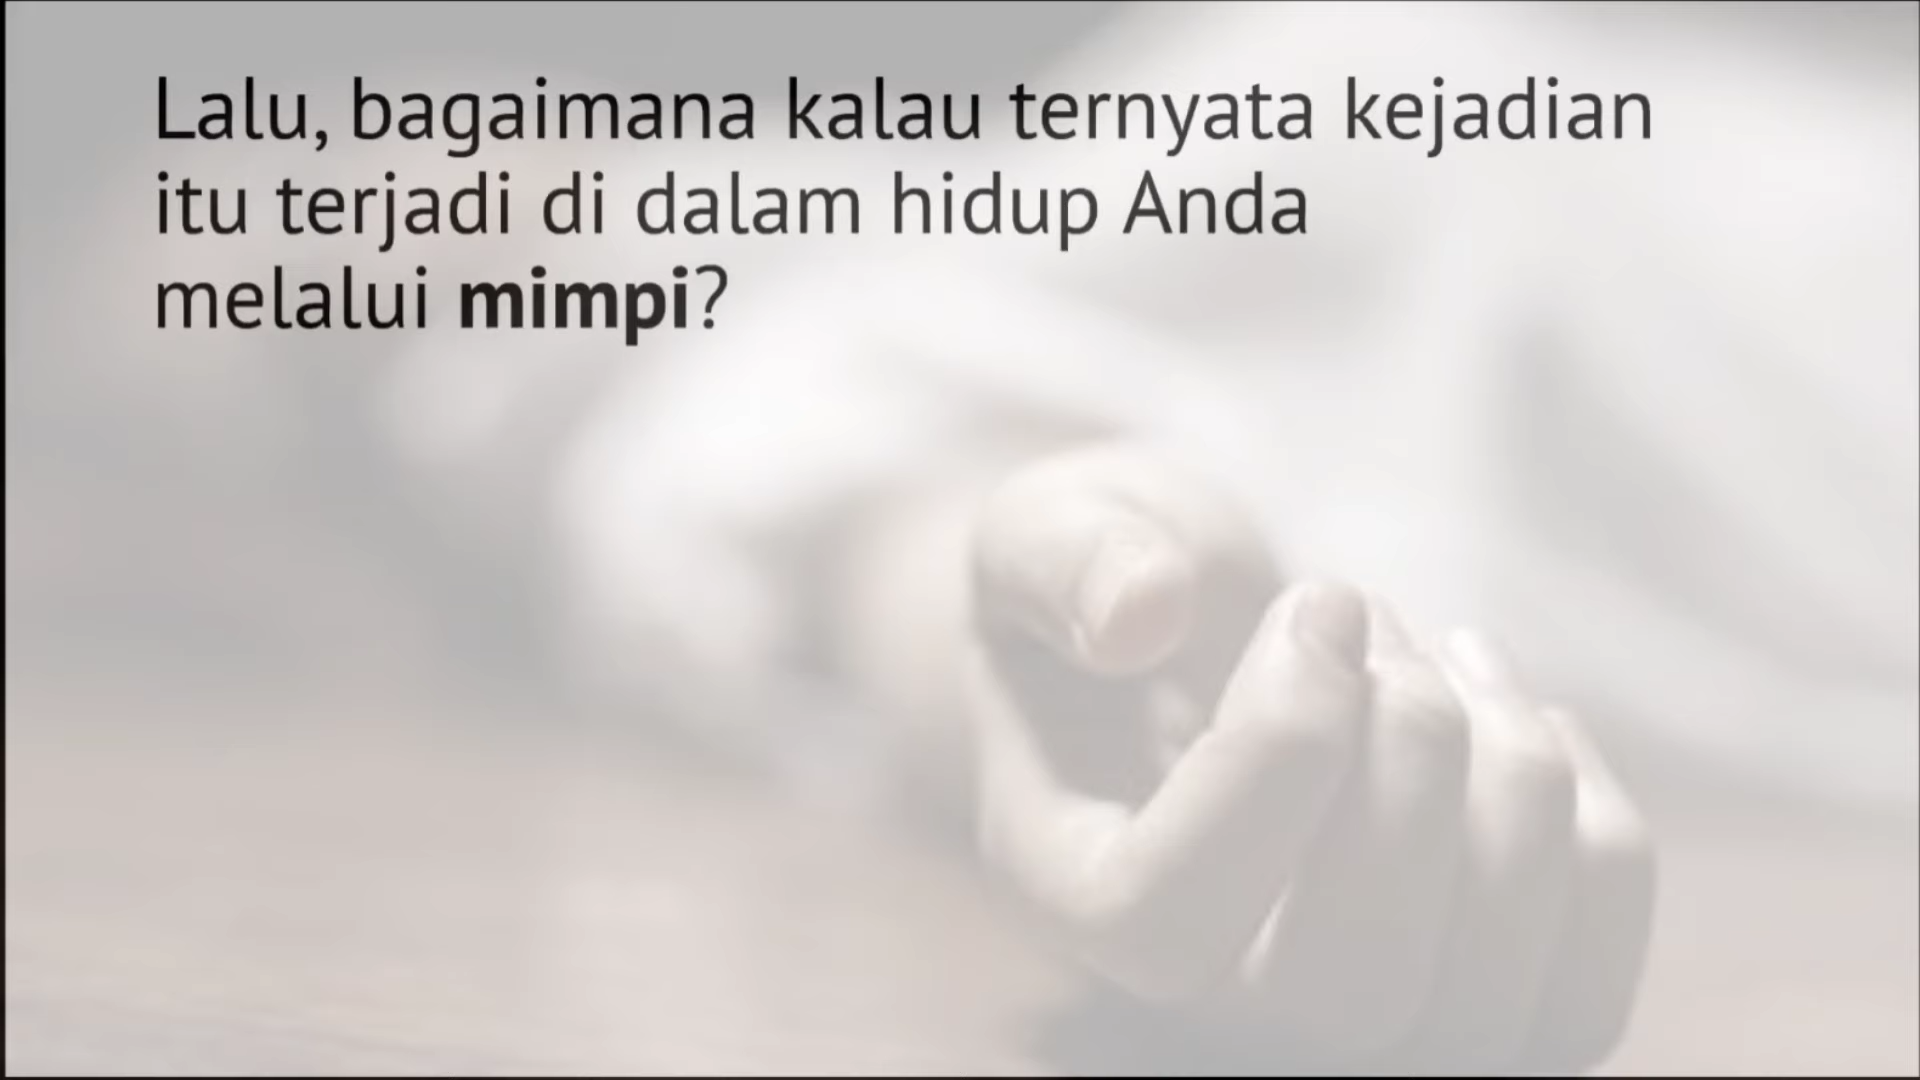 Lalu, bagaimana kalau ternyata kejadian
itu terjadi di dalam hidup Anda
melalui mimpi?